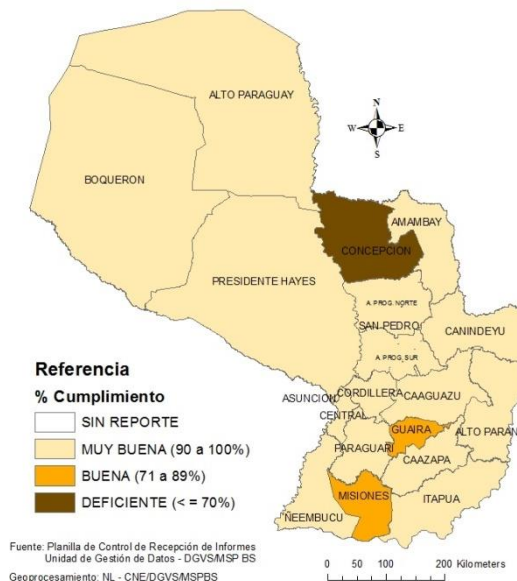 ALTO PARAGUAY
N
W E
S
BOQUERON
AMAMBAY
CONCEPCION
PRESIDENTE HAYES
A. PROG. NORTE
SAN PEDRO
CANINDEYU
A. PROG. SUR
Referencia
% Cumplimiento
ASUNCION
CORDILLERA
CAAGUAZU
CENTRAL
SIN REPORTE
GUAIRA
ALTO PARAN
MUY BUENA (90 a 100%)
PARAGUARI
CAAZAPA
BUENA (71 a 89%)
MISIONES
ITAPUA
DEFICIENTE (< = 70%)
ÑEEMBUCU
Fuente: Planilla de Control de Recepción de Informes
Unidad de Gestión de Datos - DGVS/MSP BS
Geoprocesamiento: NL - CNE/DGVS/MSPBS
0 50 100 200 Kilometers